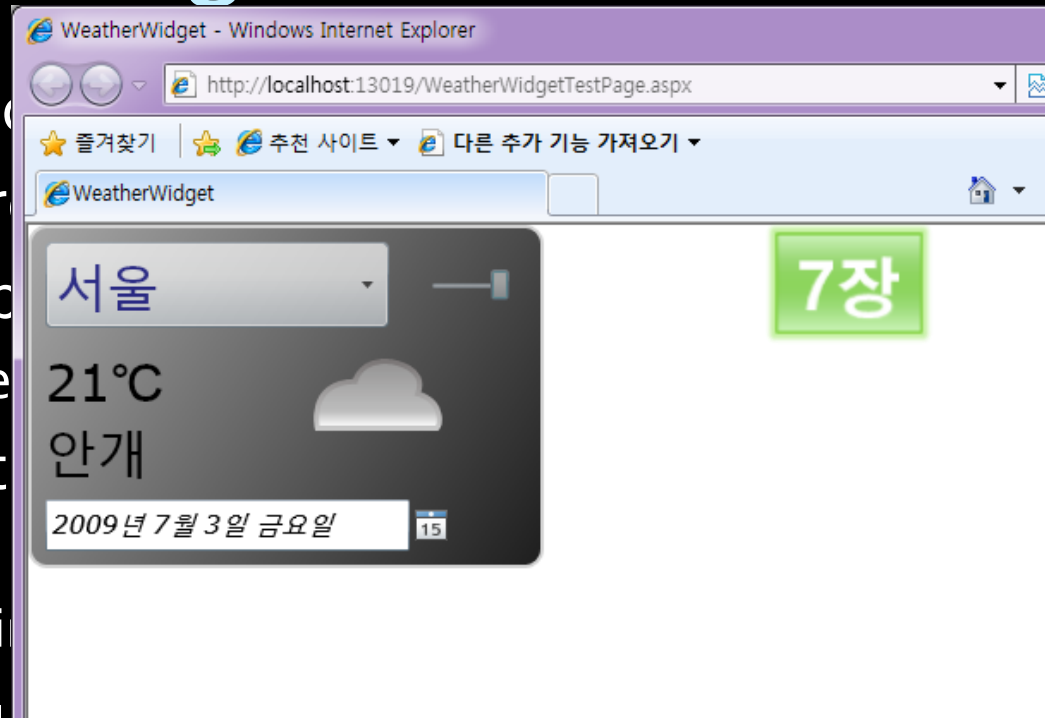 WeatherWidget - Windows Internet Explorer
http://localhost:13019/WeatherWidgetTestPage.aspx
즐겨찾기 추천 사이트 다른 추가 기능 가져오기
WeatherWidget
서울
7장
21℃
안개
2009년 7월 3일 금요일
15